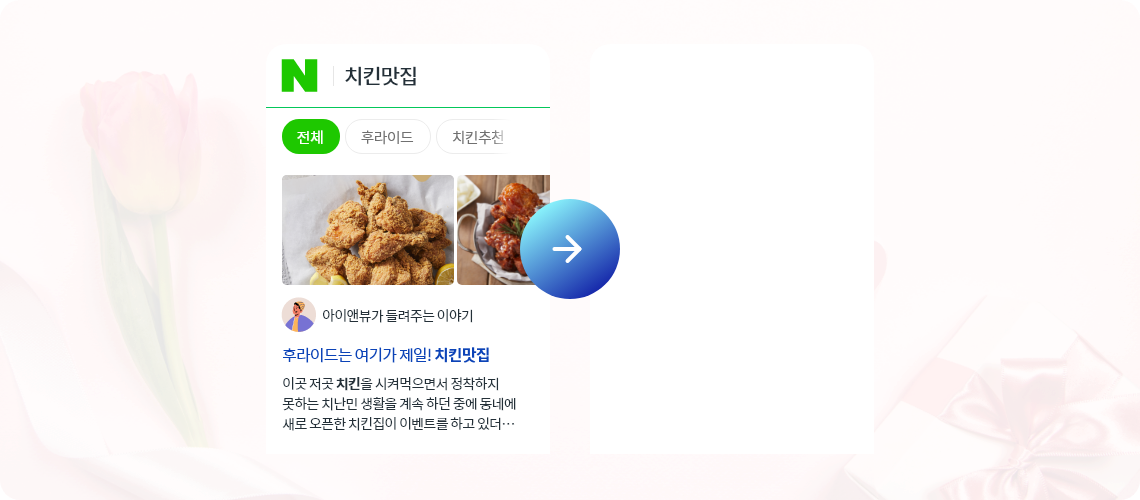 N 치킨맛집
전체 후라이드 치킨추천
아이앤뷰가 들려주는 이야기
후라이드는 여기가 제일! 치킨맛집
이곳 저곳 치킨을 시켜먹으면서 정착하지
못하는 치난민 생활을 계속 하던 중에 동네에
새로 오픈한 치킨집이 이벤트를 하고 있더…